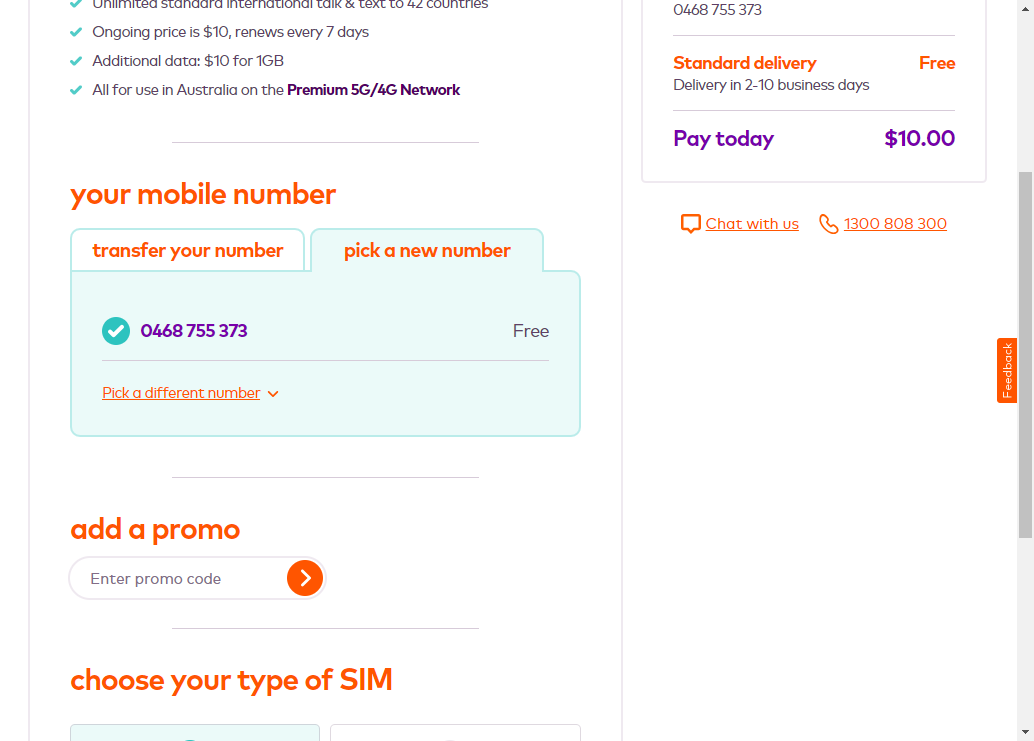 Unlimited standard international talk & text to 42 countries
Ongoing price is $10, renews every 7 days
Additional data: $10 for 1GB
All for use in Australia on the Premium 5G/4G Network
your mobile number
transfer your number
pick a new number
0468 755 373
Free
Pick a different number
add a promo
Enter promo code
choose your type of SIM
0468 755 373
Standard delivery
Free
Delivery in 2-10 business days
Pay today
$10.00
Chat with us
1300 808 300
Feedback